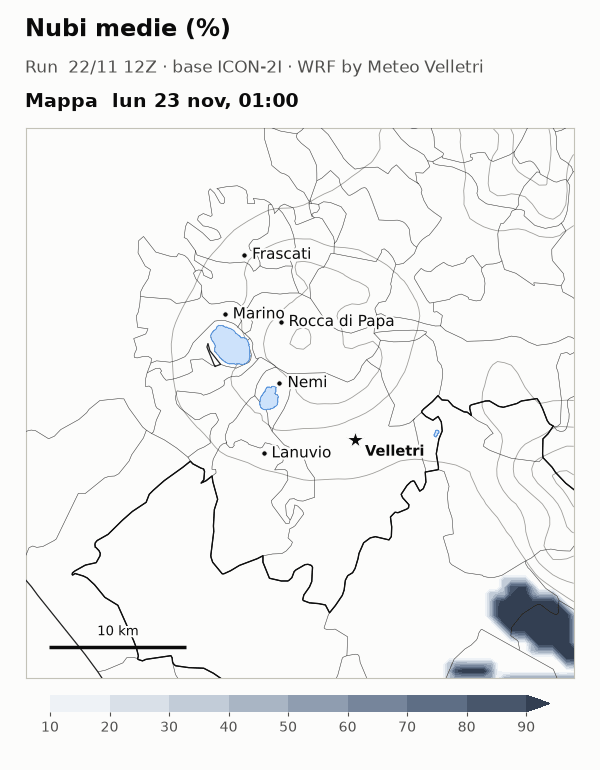 Nubi medie (%)
Run  22/11 12Z · base ICON-2I · WRF by Meteo Velletri
Mappa  lun 23 nov, 01:00
Frascati
Marino
Rocca di Papa
Nemi
Velletri
Lanuvio
10 km
10 20 30 40 50 60 70 80 90